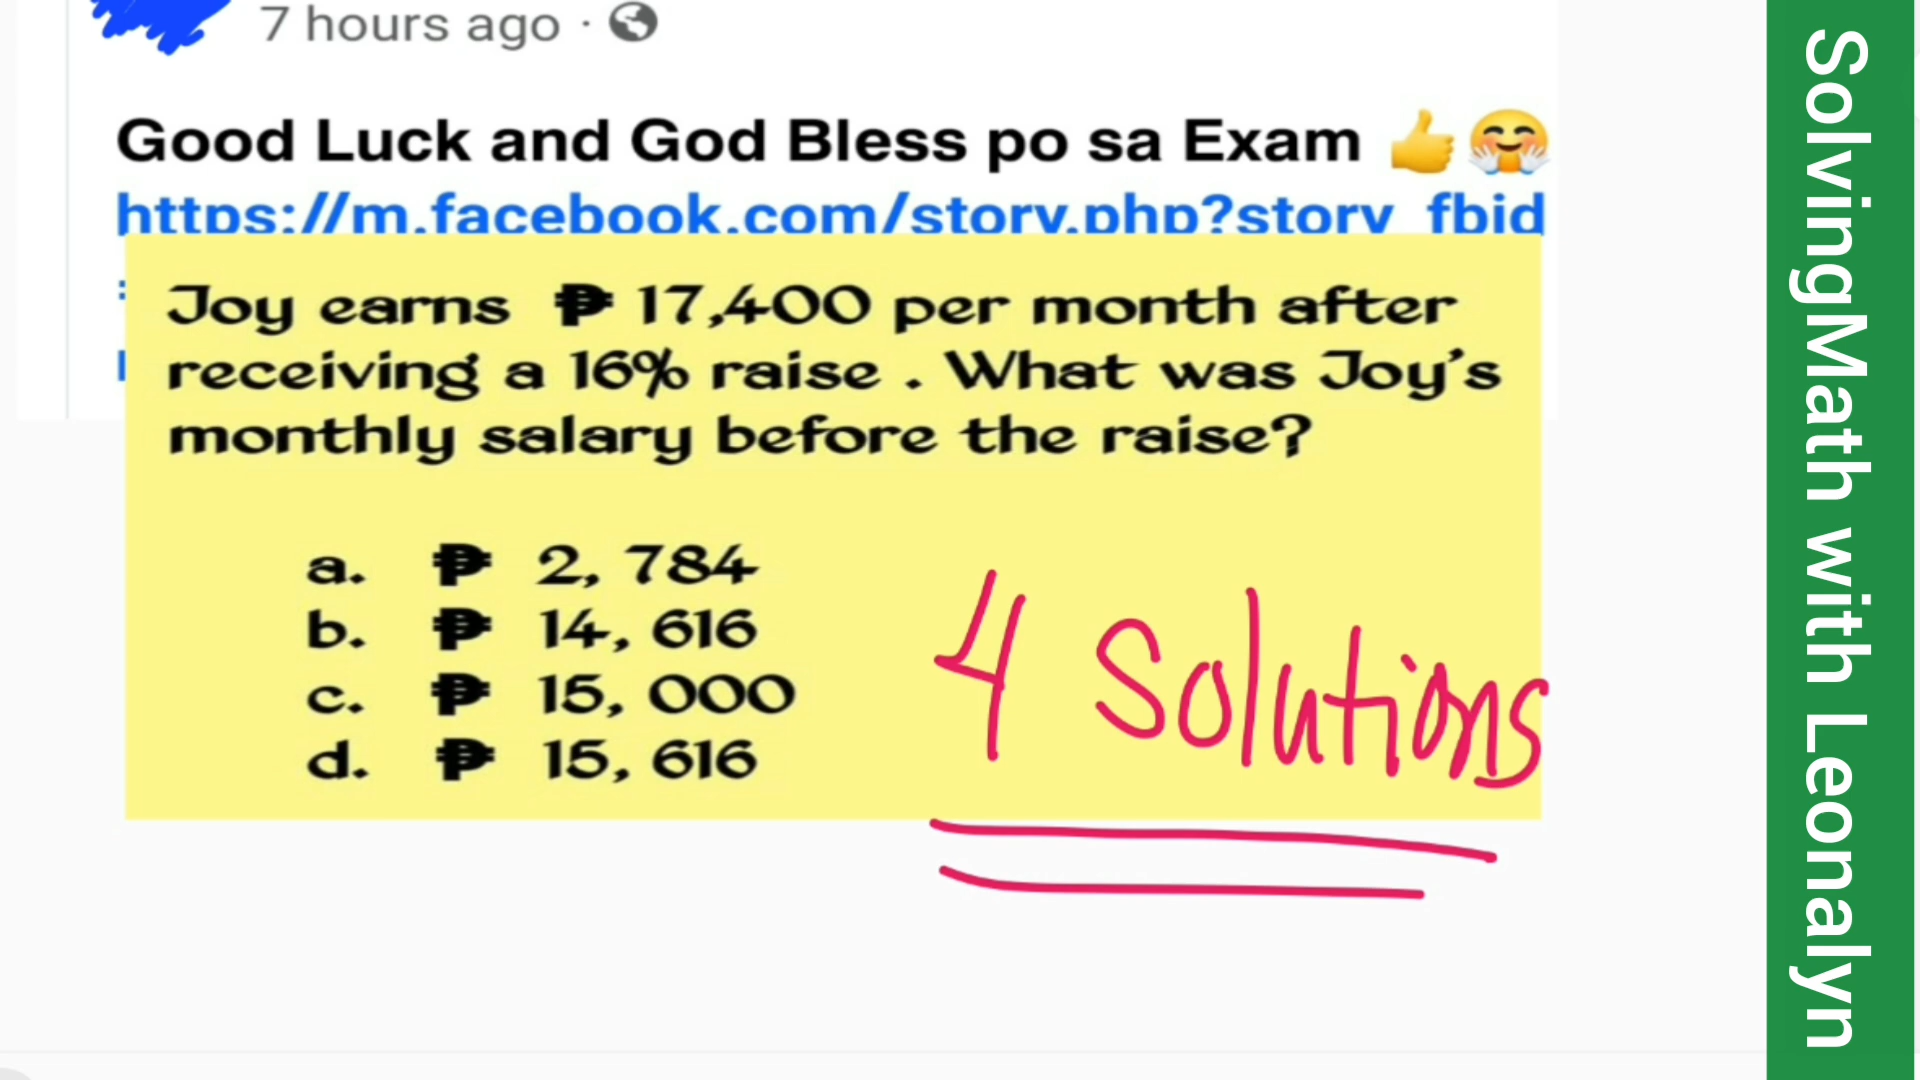 7 hours ago ·
Good Luck and God Bless po sa Exam 👍🤗
https://m.facebook.com/story.php?story_fbid
Joy earns ₱ 17,400 per month after
receiving a 16% raise . What was Joy's
monthly salary before the raise?
a. ₱ 2, 784
b. ₱ 14, 616
c. ₱ 15, 000
d. ₱ 15, 616
4 Solutions
SolvingMath with Leonalyn